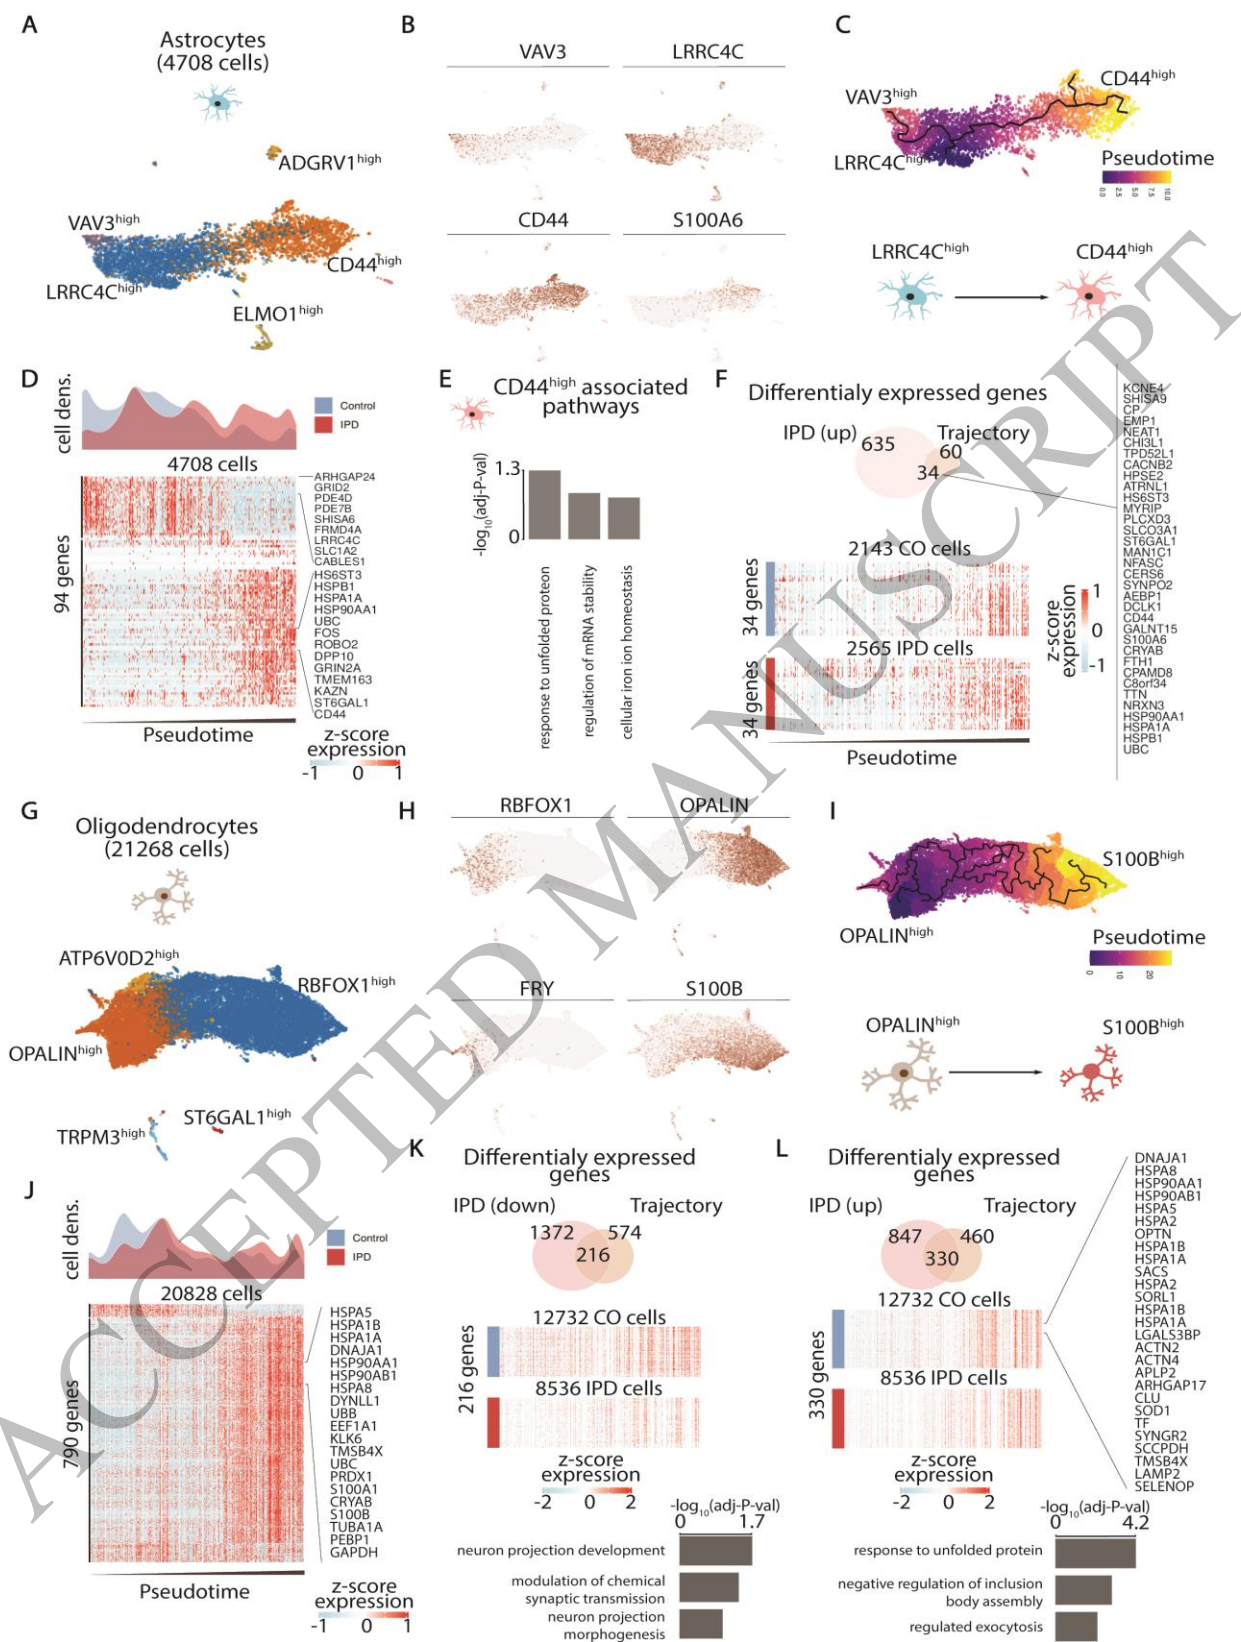 A
Astrocytes
(4708 cells)
ADGRV1high
VAV3high
CD44high
LRRC4Chigh
ELMO1high
B
VAV3
LRRC4C
CD44
S100A6
C
CD44high
VAV3high
LRRC4Chigh
Pseudotime
0.0
2.5
5.0
7.5
10.0
LRRC4Chigh
CD44high
D
cell dens.
Control
IPD
4708 cells
94 genes
ARHGAP24
GRID2
PDE4D
PDE7B
SHISA6
FRMD4A
LRRC4C
SLC1A2
CABLES1
HS6ST3
HSPB1
HSPA1A
HSP90AA1
UBC
FOS
ROBO2
DPP10
GRIN2A
TMEM163
KAZN
ST6GAL1
CD44
Pseudotime
z-score
expression
-1 0 1
E
CD44high associated
pathways
-log10(adj-P-val)
1.3
0
response to unfolded protein
regulation of mRNA stability
cellular iron ion homeostasis
F
Differentialy expressed genes
IPD (up)
635
Trajectory
60
34
2143 CO cells
34 genes
2565 IPD cells
34 genes
Pseudotime
z-score
expression
1
0
-1
KCNE4
SHISA9
CP
EMP1
NEAT1
CHI3L1
TPD52L1
CACNB2
HPSE2
ATRNL1
HS6ST3
MYRIP
PLCXD3
SLCO3A1
ST6GAL1
MAN1C1
NFASC
CERS6
SYNPO2
AEBP1
DCLK1
CD44
GALNT15
S100A6
CRYAB
FTH1
CPAMD8
C8orf34
TTN
NRXN3
HSP90AA1
HSPA1A
HSPB1
UBC
G
Oligodendrocytes
(21268 cells)
ATP6V0D2high
RBFOX1high
OPALINhigh
ST6GAL1high
TRPM3high
H
RBFOX1
OPALIN
FRY
S100B
I
S100Bhigh
OPALINhigh
Pseudotime
0
10
20
OPALINhigh
S100Bhigh
J
cell dens.
Control
IPD
20828 cells
790 genes
HSPA5
HSPA1B
HSPA1A
DNAJA1
HSP90AA1
HSP90AB1
HSPA8
DYNLL1
UBB
EEF1A1
KLK6
TMSB4X
UBC
PRDX1
S100A1
CRYAB
S100B
TUBA1A
PEBP1
GAPDH
Pseudotime
z-score
expression
-1 0 1
K
Differentialy expressed
genes
IPD (down)
Trajectory
1372
574
216
12732 CO cells
216 genes
8536 IPD cells
z-score
expression
-2 0 2
-log10(adj-P-val)
0 1.7
neuron projection development
modulation of chemical
synaptic transmission
neuron projection
morphogenesis
L
Differentialy expressed
genes
IPD (up)
Trajectory
847
460
330
12732 CO cells
330 genes
8536 IPD cells
z-score
expression
-2 0 2
DNAJA1
HSPA8
HSP90AA1
HSP90AB1
HSPA5
HSPA2
OPTN
HSPA1B
HSPA1A
SACS
HSPA2
SORL1
HSPA1B
HSPA1A
LGALS3BP
ACTN2
ACTN4
APLP2
ARHGAP17
CLU
SOD1
TF
SYNGR2
SCCPDH
TMSB4X
LAMP2
SELENOP
-log10(adj-P-val)
0 4.2
response to unfolded protein
negative regulation of inclusion
body assembly
regulated exocytosis
ACCEPTED MANUSCRIPT